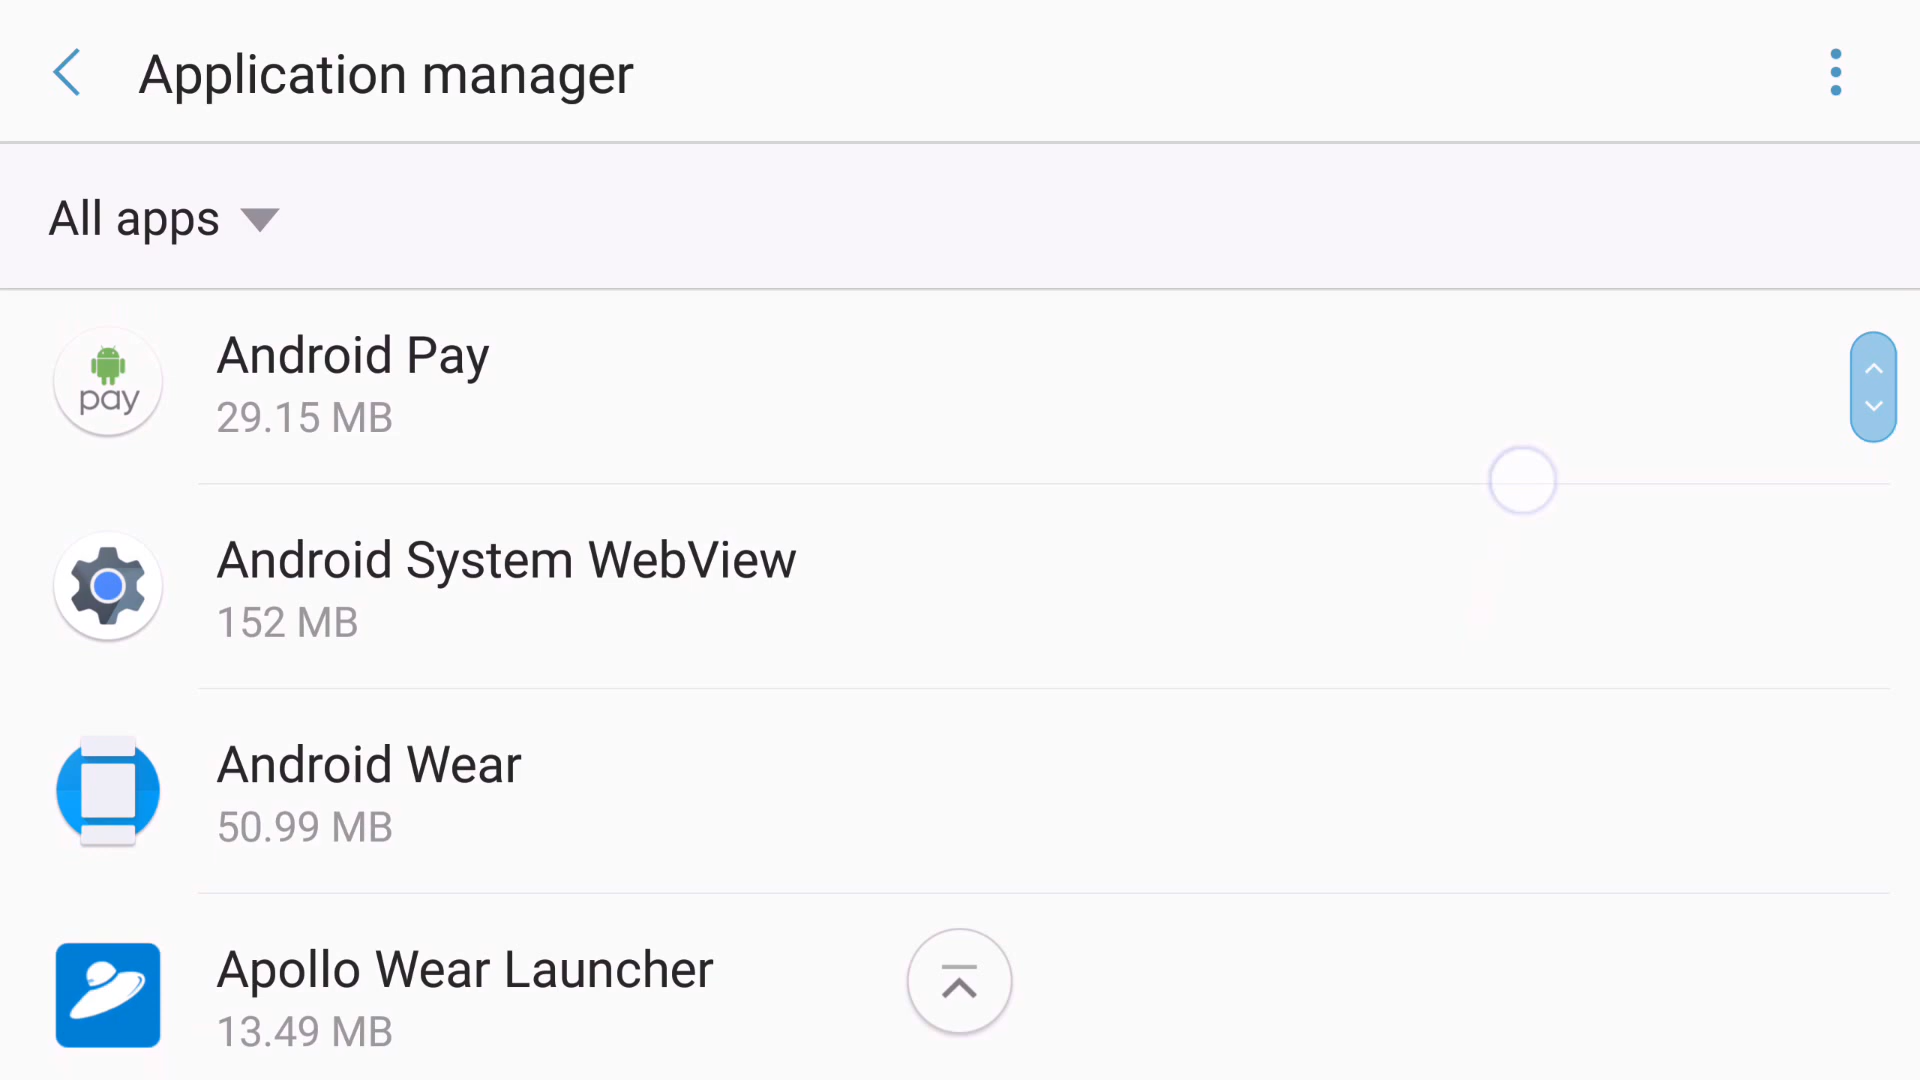 Application manager
All apps
pay
Android Pay
29.15 MB
Android System WebView
152 MB
Android Wear
50.99 MB
Apollo Wear Launcher
13.49 MB